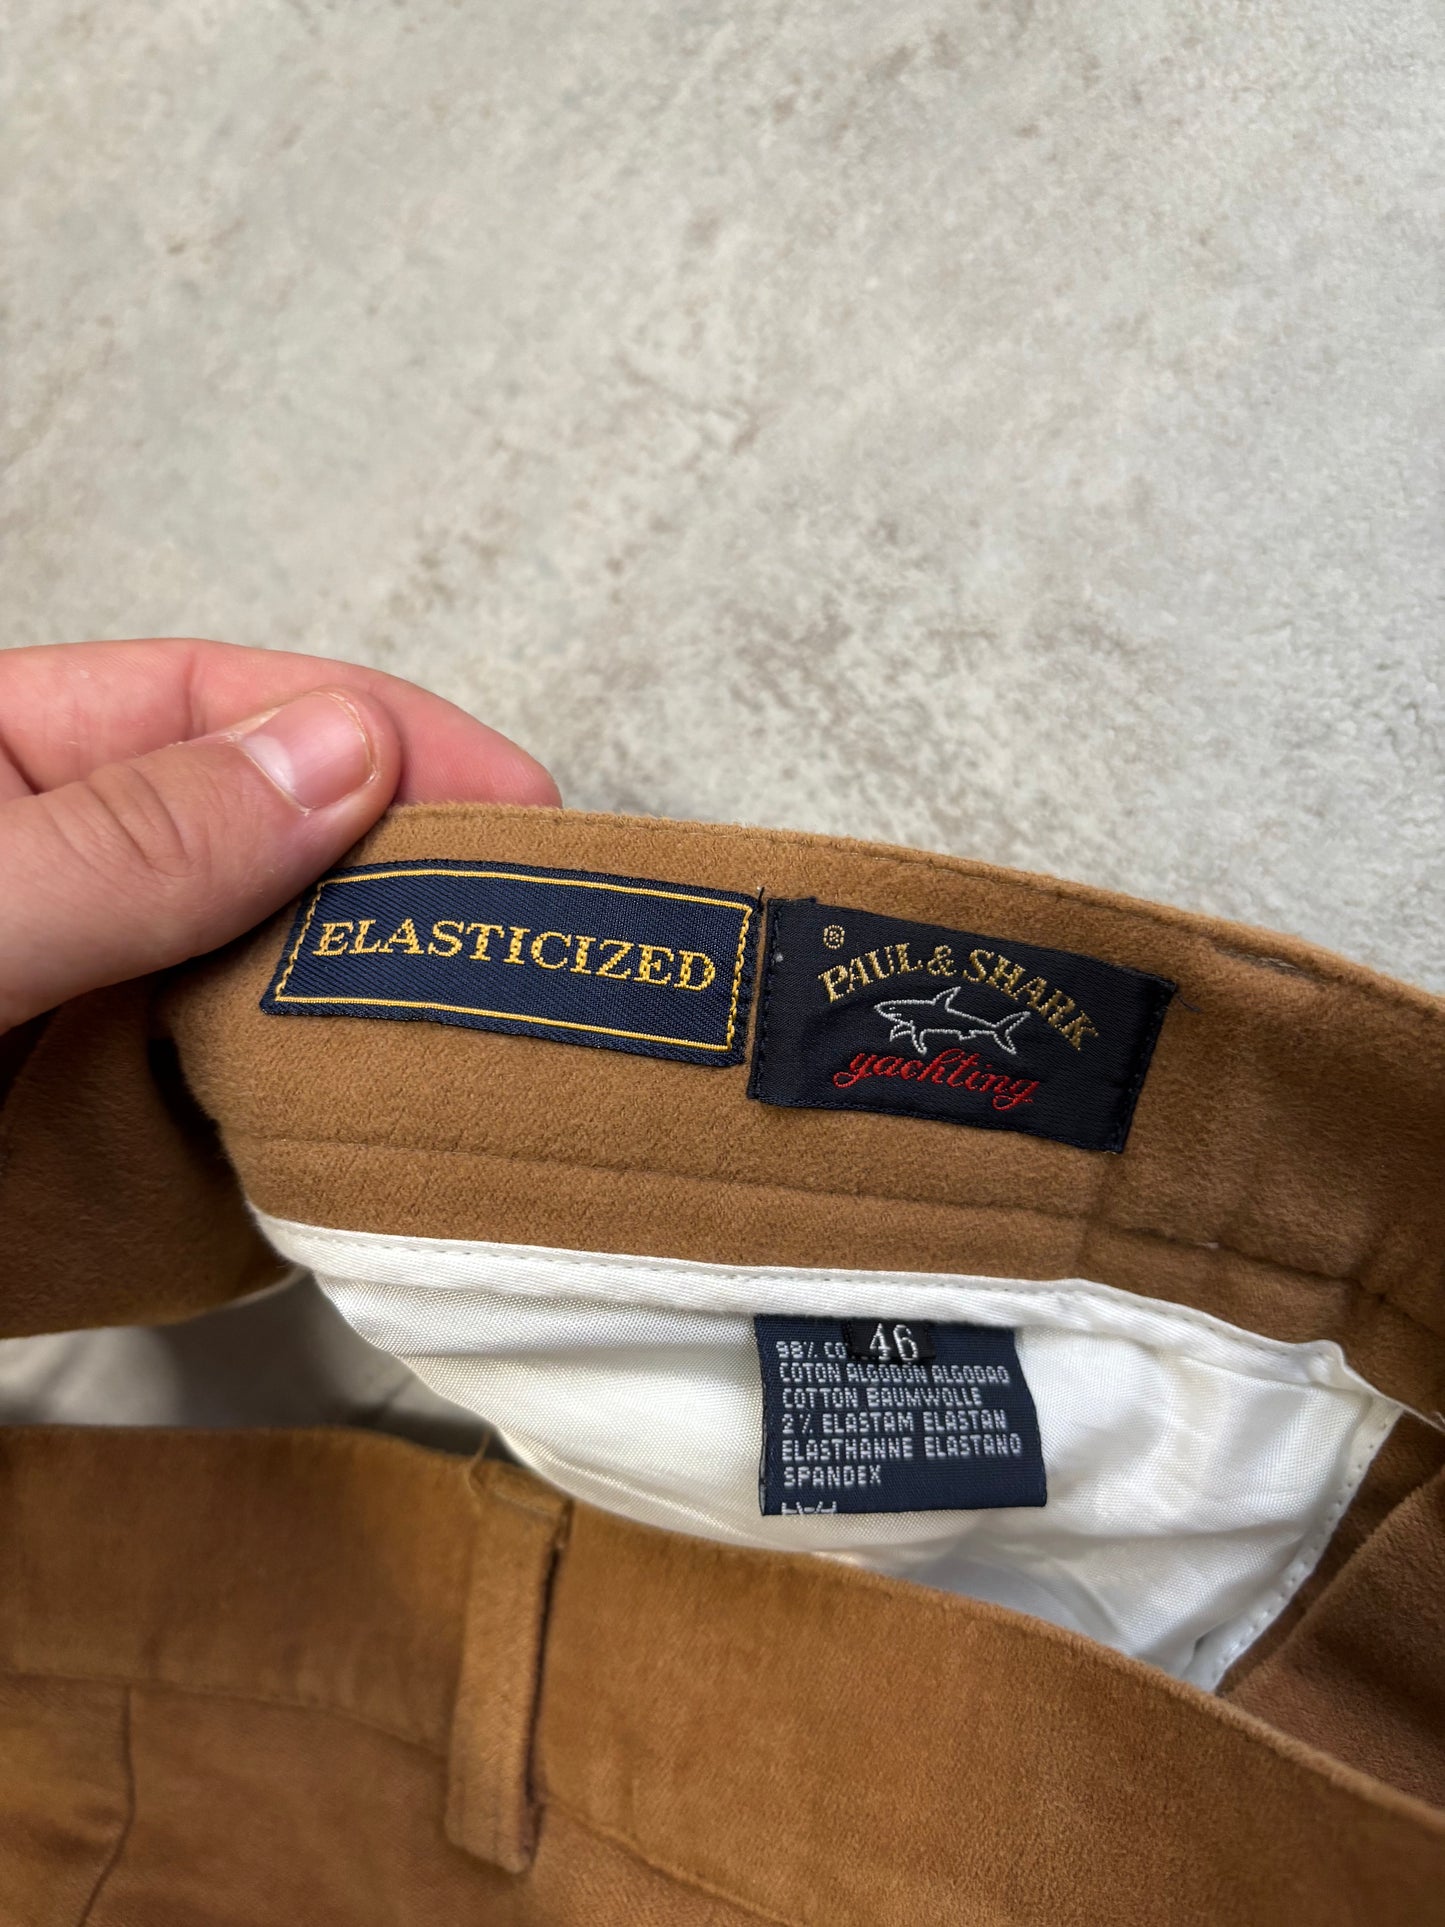 ELASTICIZED
®
PAUL & SHARK
yachting
46
98% CO
COTON ALGODON ALGODAO
COTTON BAUMWOLLE
2% ELASTAM ELASTAN
ELASTHANNE ELASTANO
SPANDEX